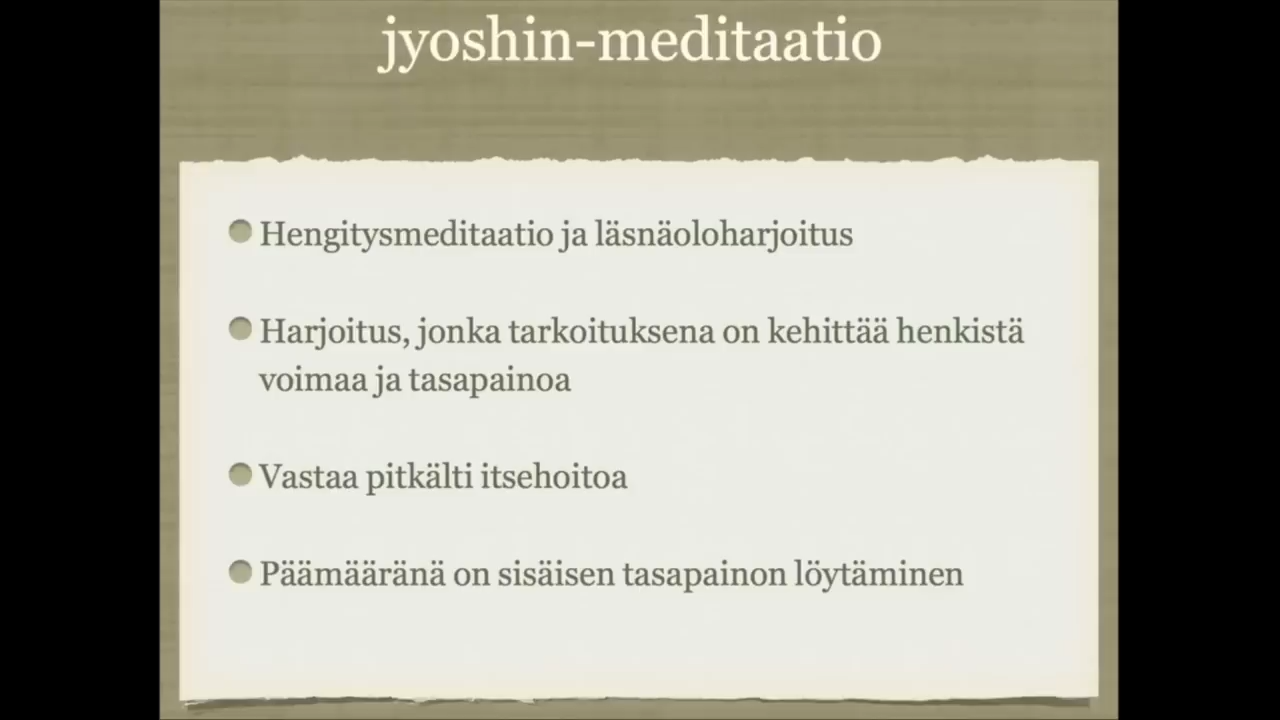 jyoshin-meditaatio
Hengitysmeditaatio ja läsnäoloharjoitus
Harjoitus, jonka tarkoituksena on kehittää henkistä
voimaa ja tasapainoa
Vastaa pitkälti itsehoitoa
Päämääränä on sisäisen tasapainon löytäminen